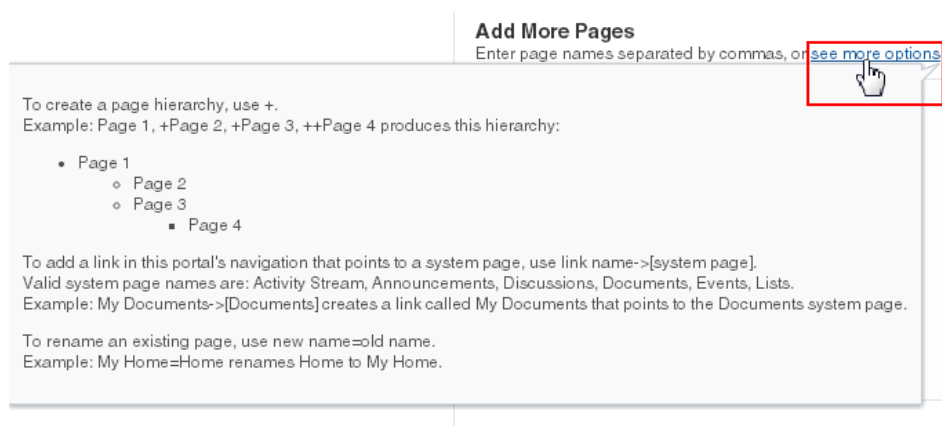 Add More Pages
Enter page names separated by commas, or see more options
To create a page hierarchy, use +.
Example: Page 1, +Page 2, +Page 3, ++Page 4 produces this hierarchy:
Page 1
Page 2
Page 3
Page 4
To add a link in this portal's navigation that points to a system page, use link name->[system page].
Valid system page names are: Activity Stream, Announcements, Discussions, Documents, Events, Lists.
Example: My Documents->[Documents] creates a link called My Documents that points to the Documents system page.
To rename an existing page, use new name=old name.
Example: My Home=Home renames Home to My Home.